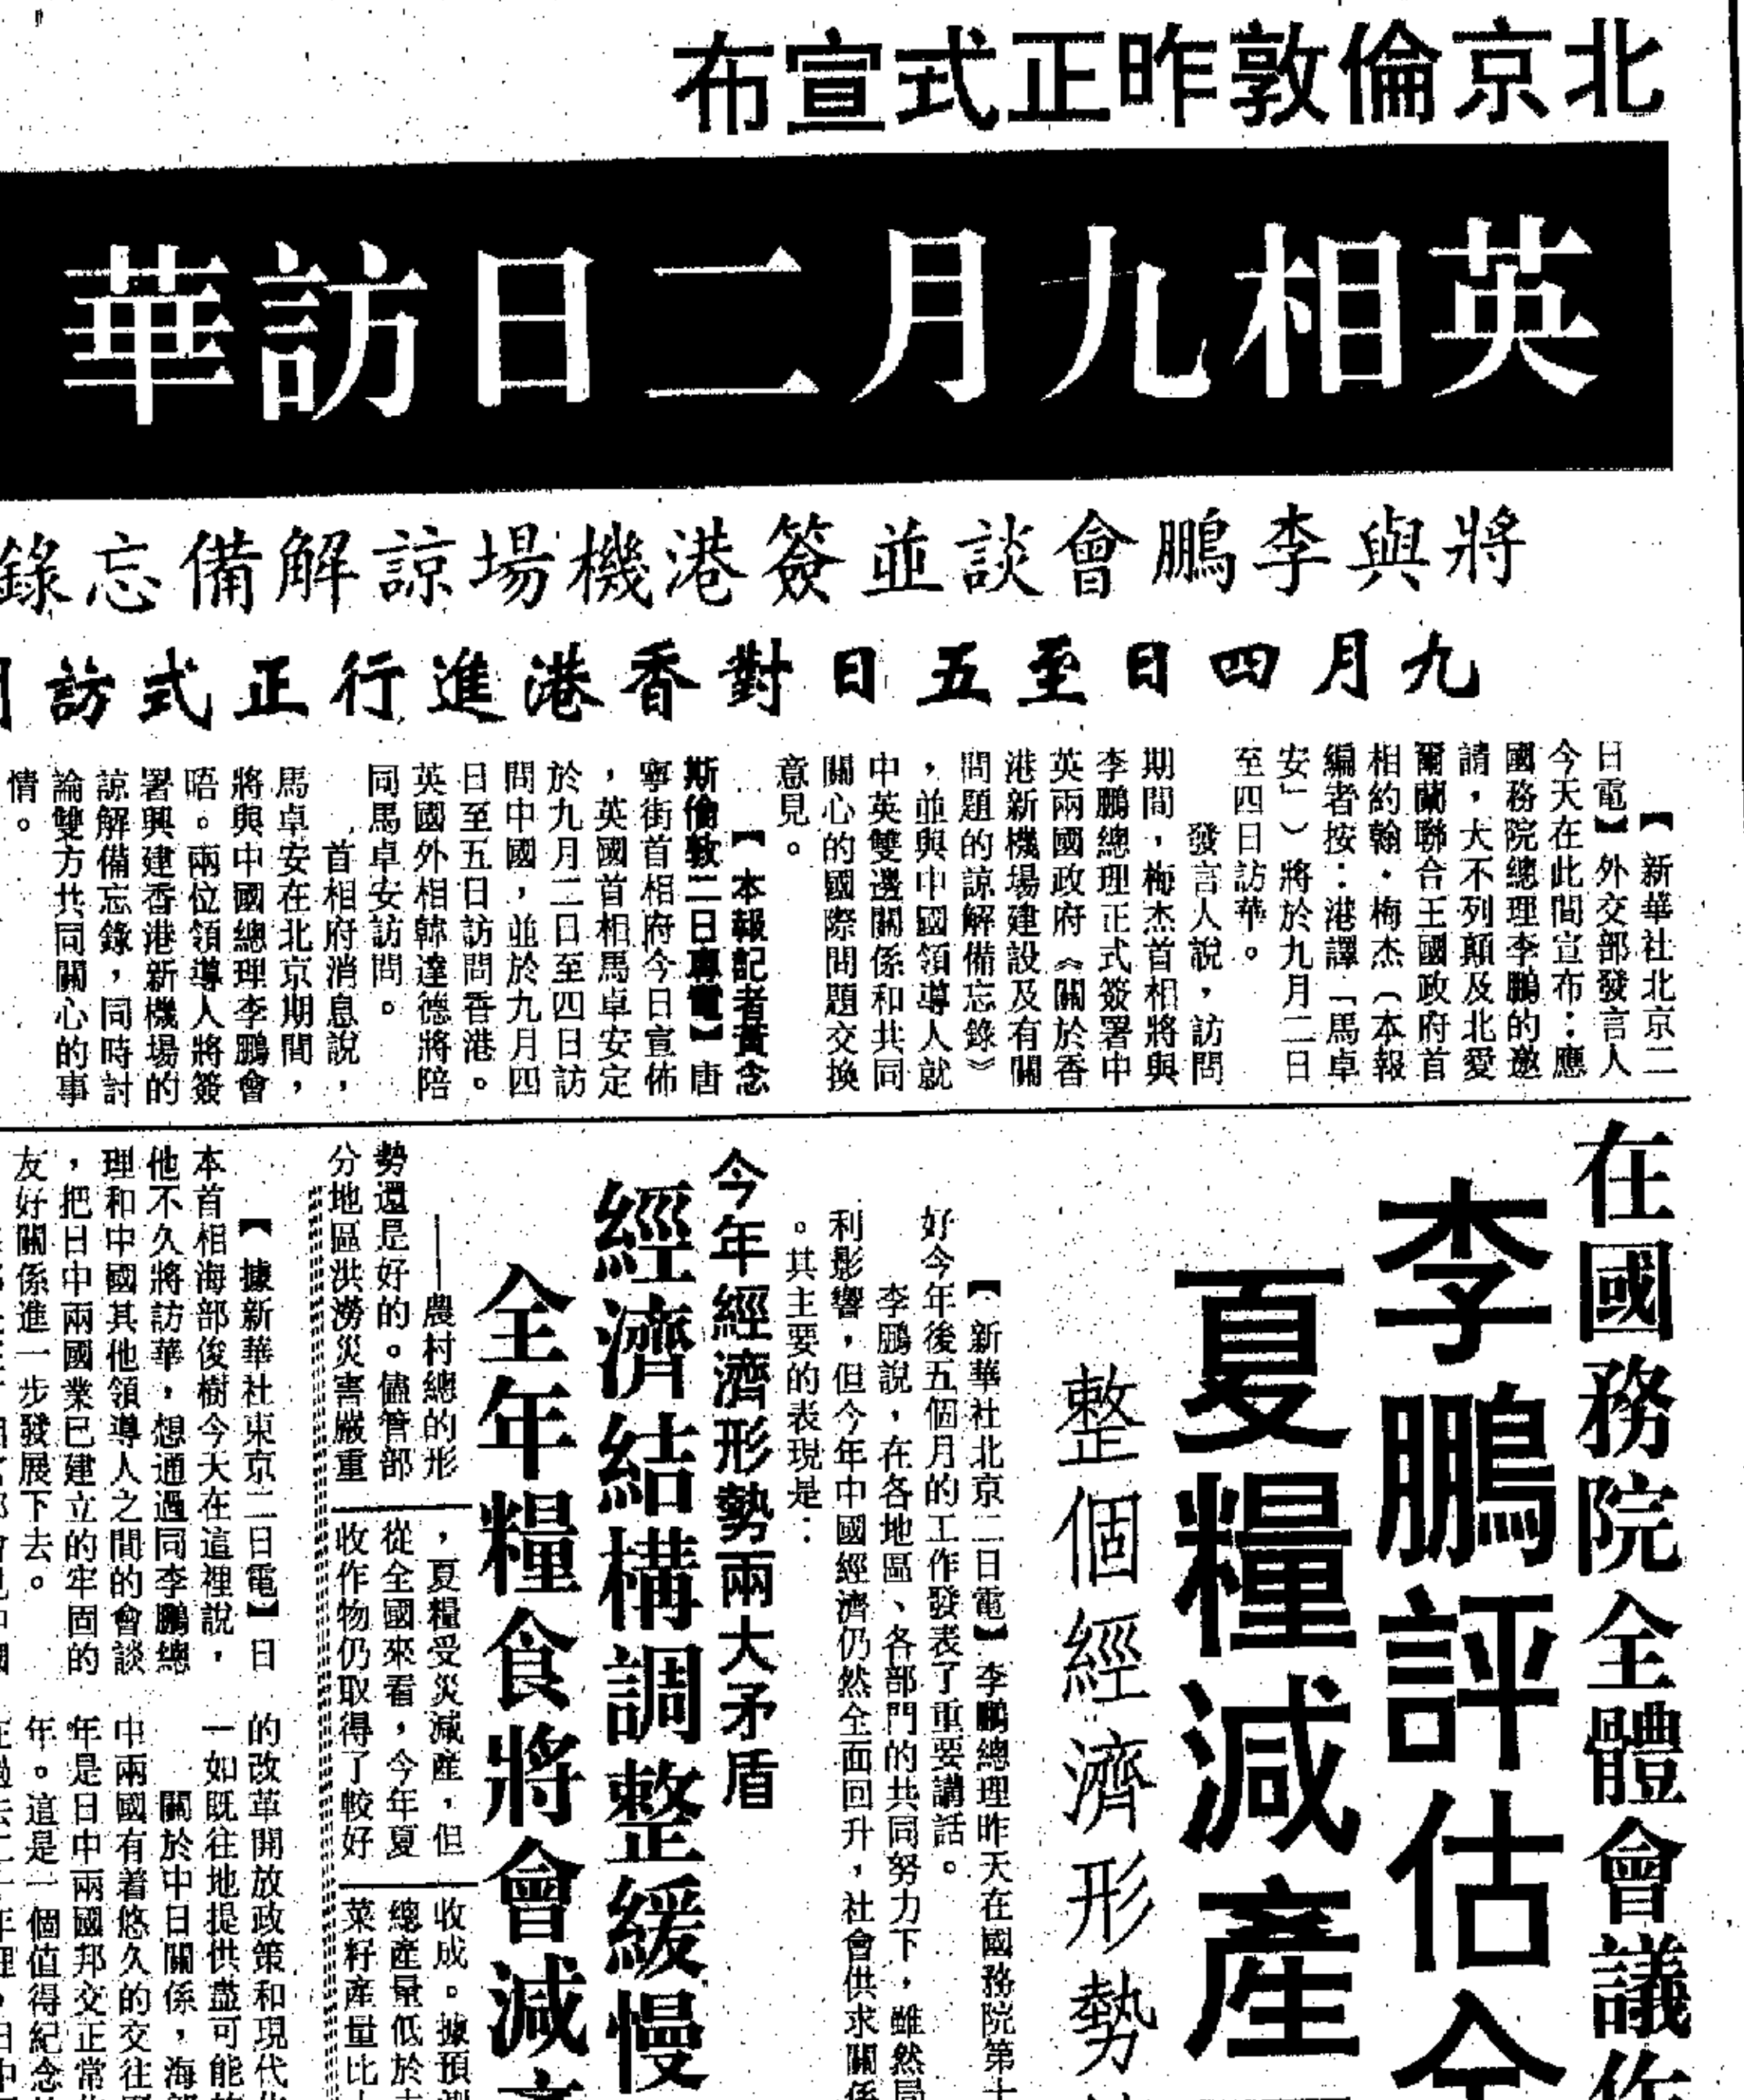 北京倫敦昨正式宣布
英相九月二日訪華
將與李鵬會談並簽港機場諒解備忘錄
九月四日至五日對香港進行正式訪
【新華社北京二
日電】外交部發言人
今天在此間宣布：應
國務院總理李鵬的邀
請，大不列顛及北愛
爾蘭聯合王國政府首
相約翰・梅杰（本報
編者按：港譯「馬卓
安」）將於九月二日
至四日訪華。
發言人說，訪問
期間，梅杰首相將與
李鵬總理正式簽署中
英兩國政府《關於香
港新機場建設及有關
問題的諒解備忘錄》
，並與中國領導人就
中英雙邊關係和共同
關心的國際問題交換
意見。
【本報記者黃念
斯倫敦二日專電】唐
寧街首相府今日宣佈
，英國首相馬卓安定
於九月二日至四日訪
問中國，並於九月四
日至五日訪問香港。
英國外相韓達德將陪
同馬卓安訪問。
首相府消息說，
馬卓安在北京期間，
將與中國總理李鵬會
晤。兩位領導人將簽
署興建香港新機場的
諒解備忘錄，同時討
論雙方共同關心的事
情。
在國務院全體會議作
李鵬評估全
夏糧減產
整個經濟形勢
【新華社北京二日電】李鵬總理昨天在國務院第十
好今年後五個月的工作發表了重要講話。
李鵬說，在各地區、各部門的共同努力下，雖然局
利影響，但今年中國經濟仍然全面回升，社會供求關係
。其主要的表現是：
今年經濟形勢兩大矛盾
經濟結構調整緩慢
全年糧食將會減產
——農村總的形
勢還是好的。儘管部
分地區洪澇災害嚴重
，夏糧受災減產，但
從全國來看，今年夏
收作物仍取得了較好
收成。據預測
總產量低於
菜籽產量比
【據新華社東京二日電】日
本首相海部俊樹今天在這裡說，
他不久將訪華，想通過同李鵬總
理和中國其他領導人之間的會談
，把日中兩國業已建立的牢固的
友好關係進一步發展下去。
的改革開放政策和現代化
一如既往地提供盡可能的
關於中日關係，海部
中兩國有着悠久的交往
年是日中兩國邦交正常化
年。這是一個值得紀念